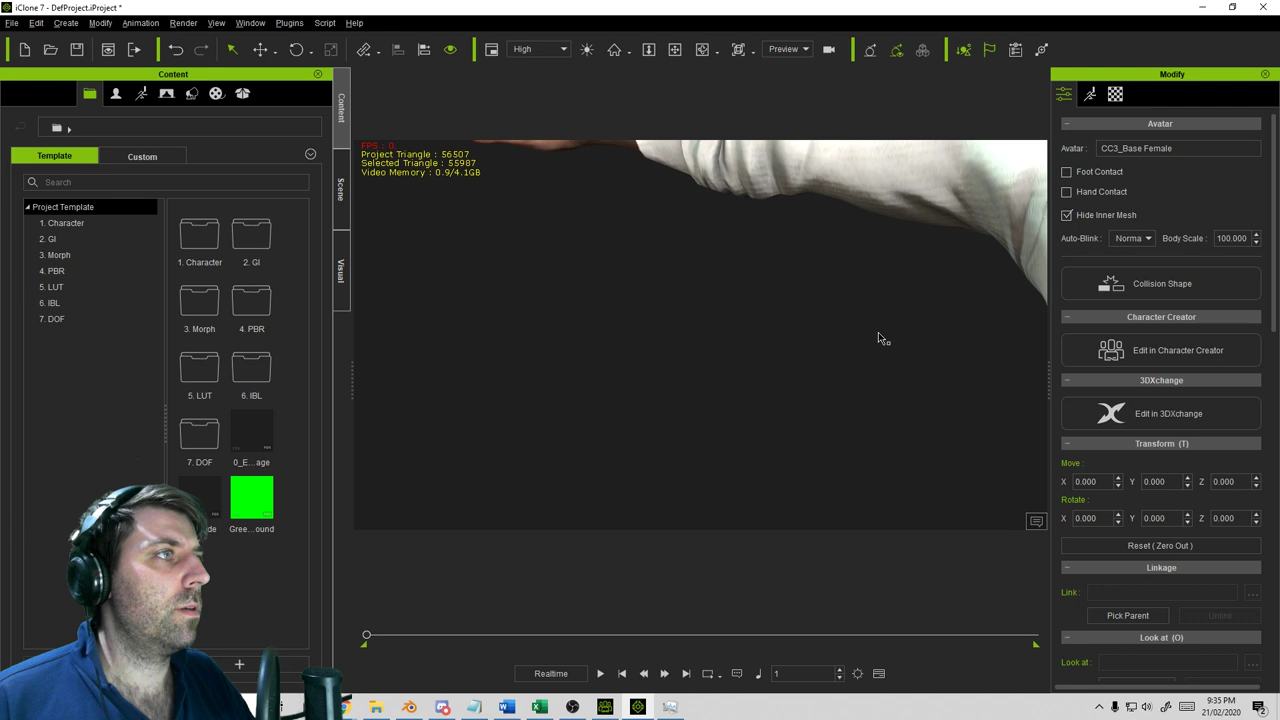 iClone 7 - DefProject.iProject *
File Edit Create Modify Animation Render View Window Plugins Script Help
High
Preview
Content
Content
Scene
Visual
Template Custom
Search
Project Template
1. Character
2. GI
3. Morph
4. PBR
5. LUT
6. IBL
7. DOF
1. Character 2. GI
3. Morph 4. PBR
5. LUT 6. IBL
7. DOF 0_E...age
de Gree...ound
FPS : 0.
Project Triangle : 56507
Selected Triangle : 55987
Video Memory : 0.9/4.1GB
Realtime
1
Modify
Avatar
Avatar : CC3_Base Female
Foot Contact
Hand Contact
Hide Inner Mesh
Auto-Blink : Norma Body Scale : 100.000
Collision Shape
Character Creator
Edit in Character Creator
3DXchange
Edit in 3DXchange
Transform (T)
Move :
X 0.000 Y 0.000 Z 0.000
Rotate :
X 0.000 Y 0.000 Z 0.000
Reset ( Zero Out )
Linkage
Link :
Pick Parent Unlink
Look at (O)
Look at :
9:35 PM
21/02/2020